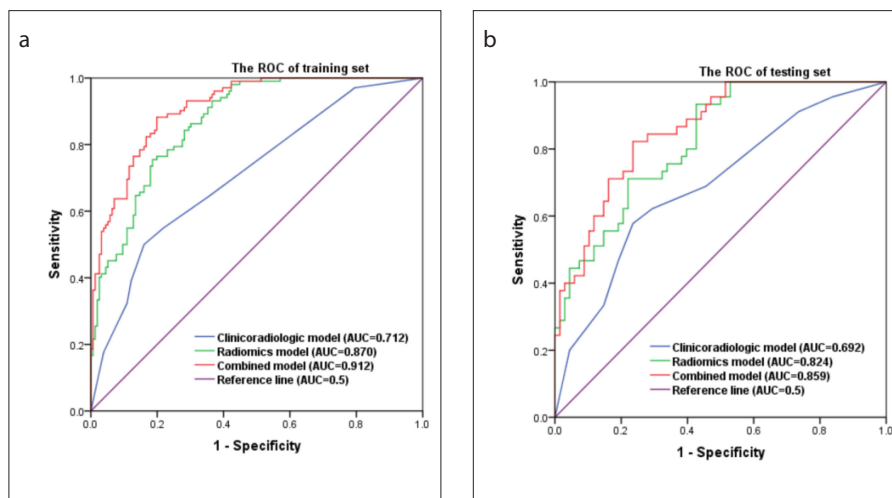 a
The ROC of training set
1.0
0.8
0.6
0.4
0.2
0.0
Sensitivity
Clinicoradiologic model (AUC=0.712)
Radiomics model (AUC=0.870)
Combined model (AUC=0.912)
Reference line (AUC=0.5)
0.0 0.2 0.4 0.6 0.8 1.0
1 - Specificity
b
The ROC of testing set
1.0
0.8
0.6
0.4
0.2
0.0
Sensitivity
Clinicoradiologic model (AUC=0.692)
Radiomics model (AUC=0.824)
Combined model (AUC=0.859)
Reference line (AUC=0.5)
0.0 0.2 0.4 0.6 0.8 1.0
1 - Specificity